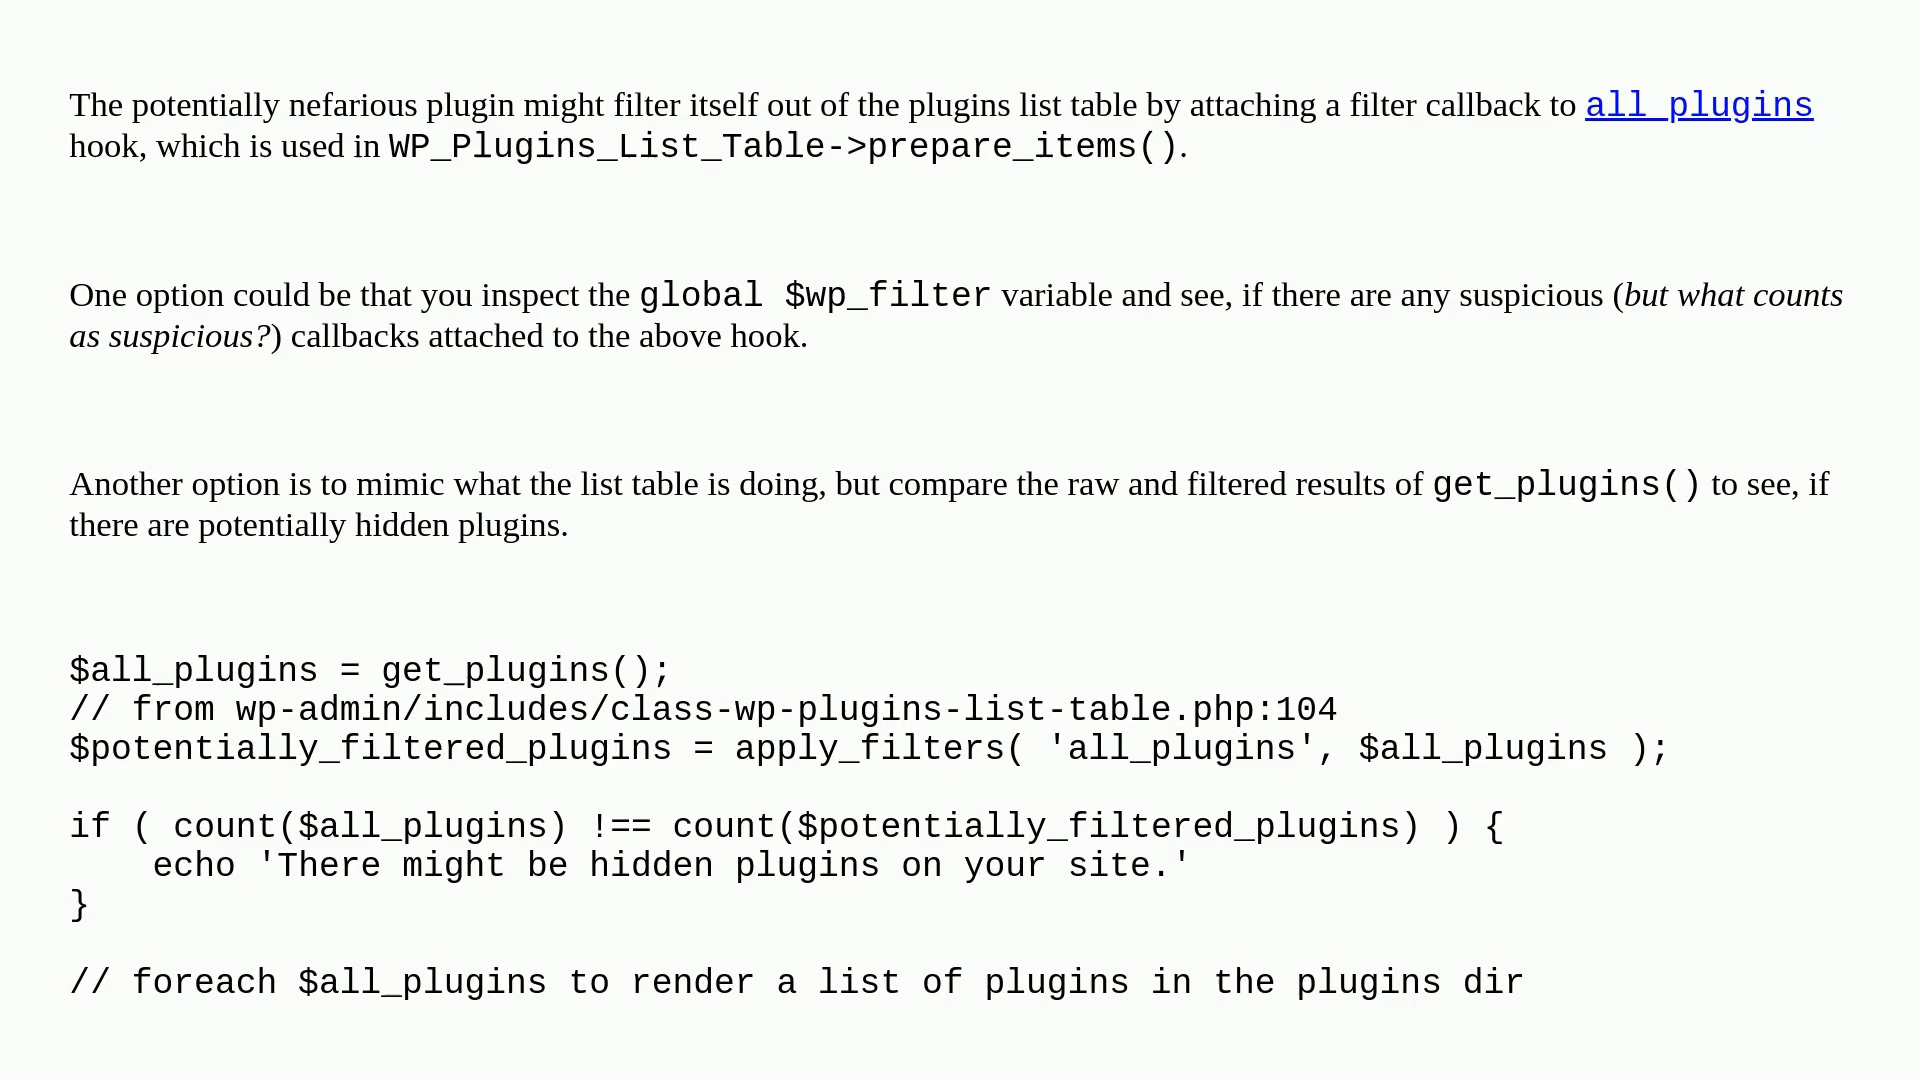 The potentially nefarious plugin might filter itself out of the plugins list table by attaching a filter callback to all_plugins
hook, which is used in WP_Plugins_List_Table->prepare_items().
One option could be that you inspect the global $wp_filter variable and see, if there are any suspicious (but what counts
as suspicious?) callbacks attached to the above hook.
Another option is to mimic what the list table is doing, but compare the raw and filtered results of get_plugins() to see, if
there are potentially hidden plugins.
$all_plugins = get_plugins();
// from wp-admin/includes/class-wp-plugins-list-table.php:104
$potentially_filtered_plugins = apply_filters( 'all_plugins', $all_plugins );
if ( count($all_plugins) !== count($potentially_filtered_plugins) ) {
    echo 'There might be hidden plugins on your site.'
}
// foreach $all_plugins to render a list of plugins in the plugins dir